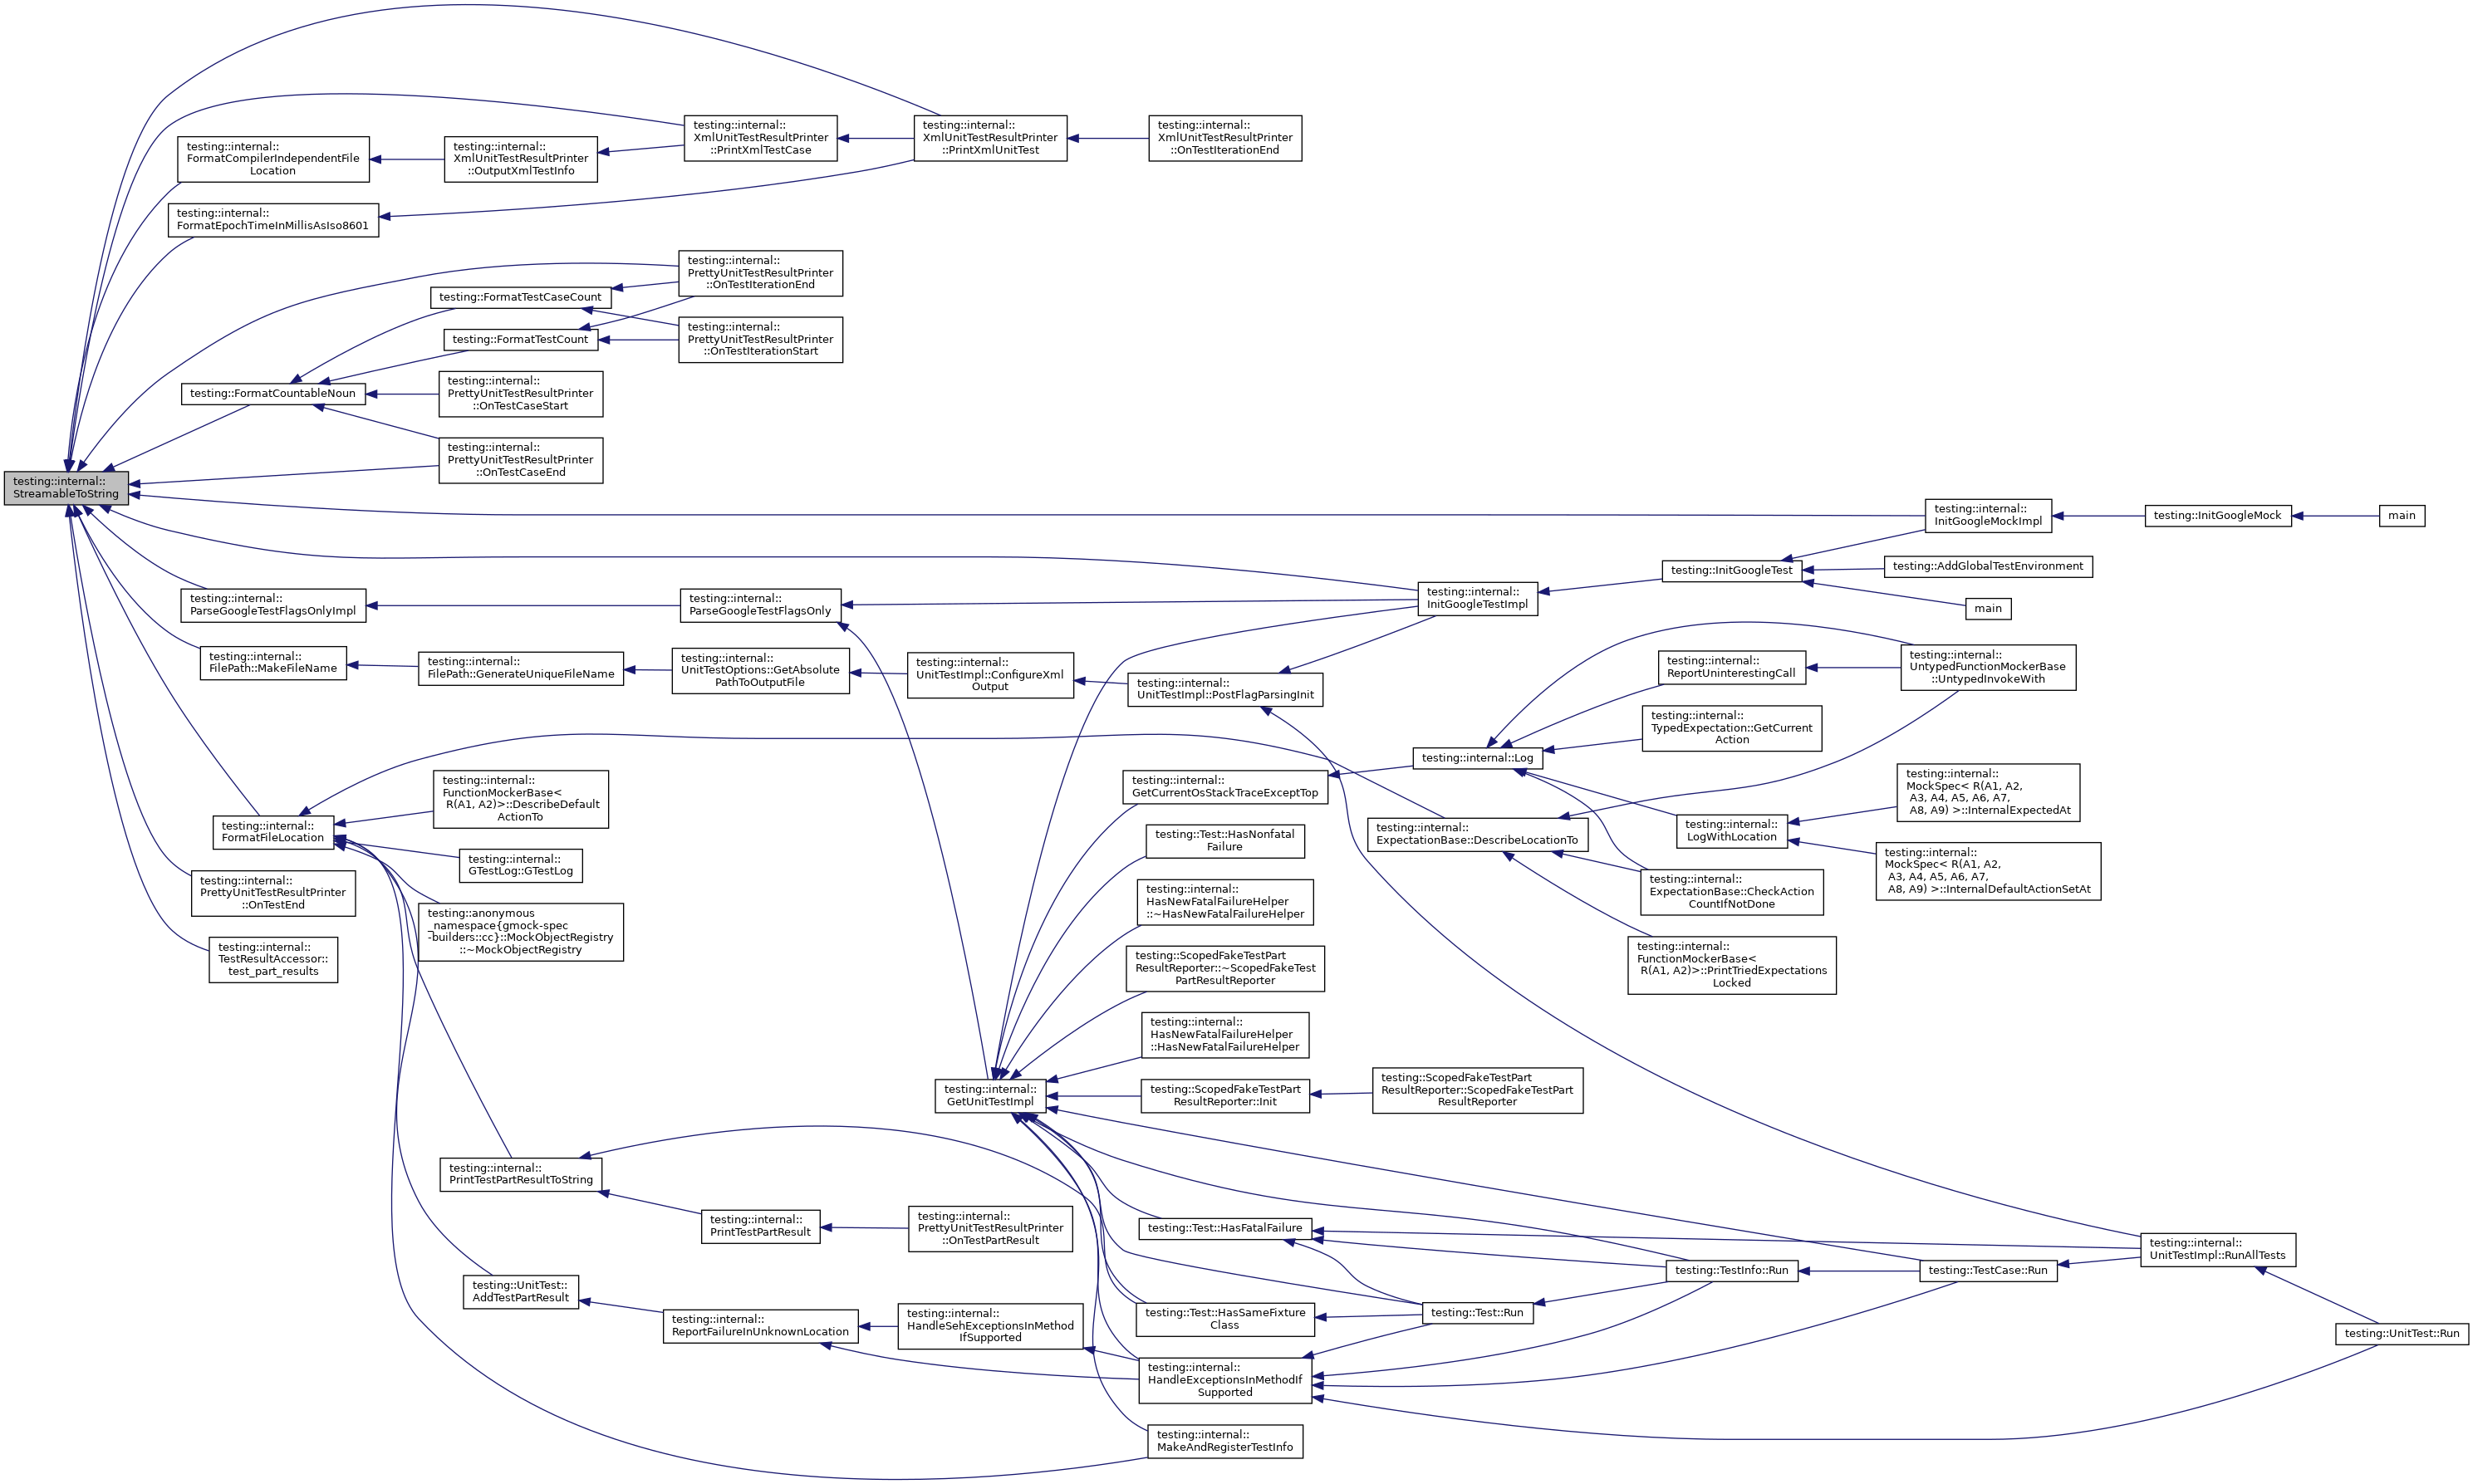 testing::internal::
StreamableToString
testing::internal::
FormatCompilerIndependentFile
Location
testing::internal::
XmlUnitTestResultPrinter
::OutputXmlTestInfo
testing::internal::
XmlUnitTestResultPrinter
::PrintXmlTestCase
testing::internal::
XmlUnitTestResultPrinter
::PrintXmlUnitTest
testing::internal::
XmlUnitTestResultPrinter
::OnTestIterationEnd
testing::internal::
FormatEpochTimeInMillisAsIso8601
testing::internal::
PrettyUnitTestResultPrinter
::OnTestIterationEnd
testing::FormatTestCaseCount
testing::internal::
PrettyUnitTestResultPrinter
::OnTestIterationStart
testing::FormatTestCount
testing::FormatCountableNoun
testing::internal::
PrettyUnitTestResultPrinter
::OnTestCaseStart
testing::internal::
PrettyUnitTestResultPrinter
::OnTestCaseEnd
testing::internal::
InitGoogleMockImpl
testing::InitGoogleMock
main
testing::InitGoogleTest
testing::AddGlobalTestEnvironment
main
testing::internal::
ParseGoogleTestFlagsOnlyImpl
testing::internal::
ParseGoogleTestFlagsOnly
testing::internal::
InitGoogleTestImpl
testing::internal::
FilePath::MakeFileName
testing::internal::
FilePath::GenerateUniqueFileName
testing::internal::
UnitTestOptions::GetAbsolute
PathToOutputFile
testing::internal::
UnitTestImpl::ConfigureXml
Output
testing::internal::
UnitTestImpl::PostFlagParsingInit
testing::internal::
ReportUninterestingCall
testing::internal::
UntypedFunctionMockerBase
::UntypedInvokeWith
testing::internal::
TypedExpectation::GetCurrent
Action
testing::internal::Log
testing::internal::
GetCurrentOsStackTraceExceptTop
testing::internal::
MockSpec< R(A1, A2,
A3, A4, A5, A6, A7,
A8, A9) >::InternalExpectedAt
testing::internal::
LogWithLocation
testing::internal::
MockSpec< R(A1, A2,
A3, A4, A5, A6, A7,
A8, A9) >::InternalDefaultActionSetAt
testing::internal::
FunctionMockerBase<
R(A1, A2)>::DescribeDefault
ActionTo
testing::internal::
FormatFileLocation
testing::internal::
GTestLog::GTestLog
testing::Test::HasNonfatal
Failure
testing::internal::
ExpectationBase::DescribeLocationTo
testing::internal::
ExpectationBase::CheckAction
CountIfNotDone
testing::internal::
PrettyUnitTestResultPrinter
::OnTestEnd
testing::anonymous
_namespace{gmock-spec
-builders::cc}::MockObjectRegistry
::~MockObjectRegistry
testing::internal::
HasNewFatalFailureHelper
::~HasNewFatalFailureHelper
testing::internal::
TestResultAccessor::
test_part_results
testing::ScopedFakeTestPart
ResultReporter::~ScopedFakeTest
PartResultReporter
testing::internal::
FunctionMockerBase<
R(A1, A2)>::PrintTriedExpectations
Locked
testing::internal::
HasNewFatalFailureHelper
::HasNewFatalFailureHelper
testing::internal::
GetUnitTestImpl
testing::ScopedFakeTestPart
ResultReporter::Init
testing::ScopedFakeTestPart
ResultReporter::ScopedFakeTestPart
ResultReporter
testing::internal::
PrintTestPartResultToString
testing::internal::
PrintTestPartResult
testing::internal::
PrettyUnitTestResultPrinter
::OnTestPartResult
testing::Test::HasFatalFailure
testing::internal::
UnitTestImpl::RunAllTests
testing::TestInfo::Run
testing::TestCase::Run
testing::UnitTest::
AddTestPartResult
testing::internal::
ReportFailureInUnknownLocation
testing::internal::
HandleSehExceptionsInMethod
IfSupported
testing::Test::HasSameFixture
Class
testing::Test::Run
testing::UnitTest::Run
testing::internal::
HandleExceptionsInMethodIf
Supported
testing::internal::
MakeAndRegisterTestInfo